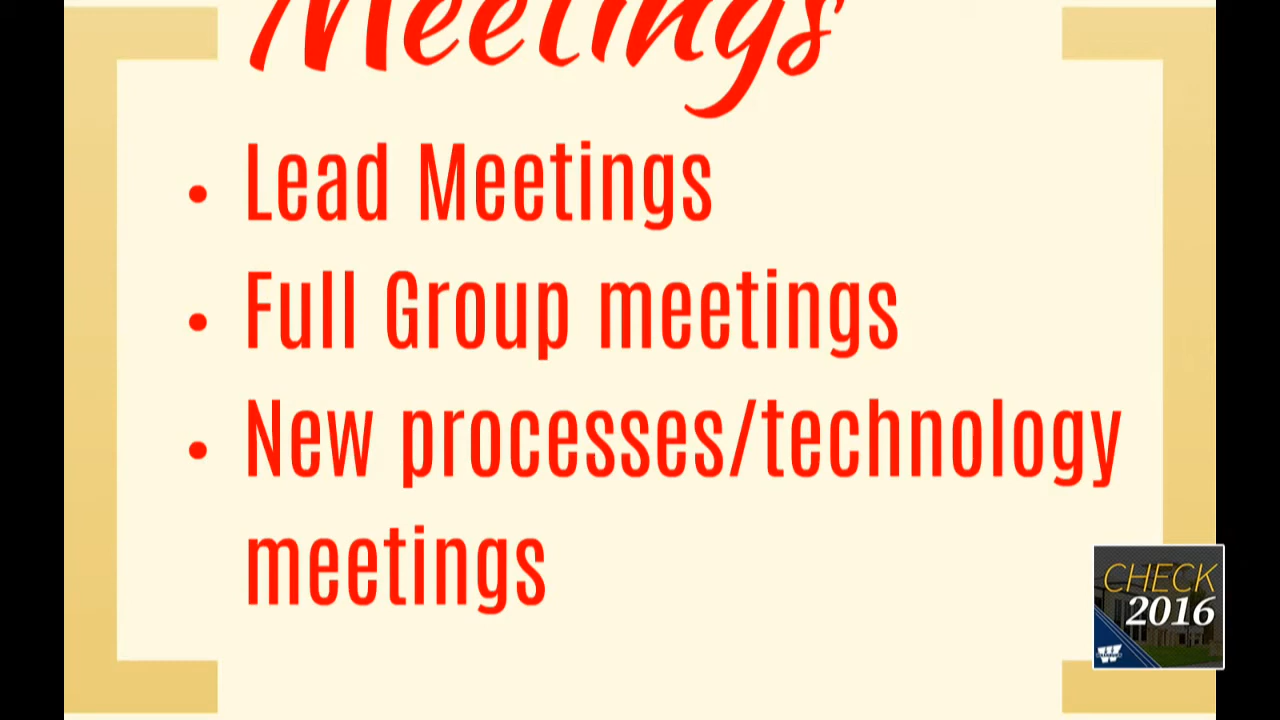 Meetings
• Lead Meetings
• Full Group meetings
• New processes/technology
meetings
CHECK
2016
W